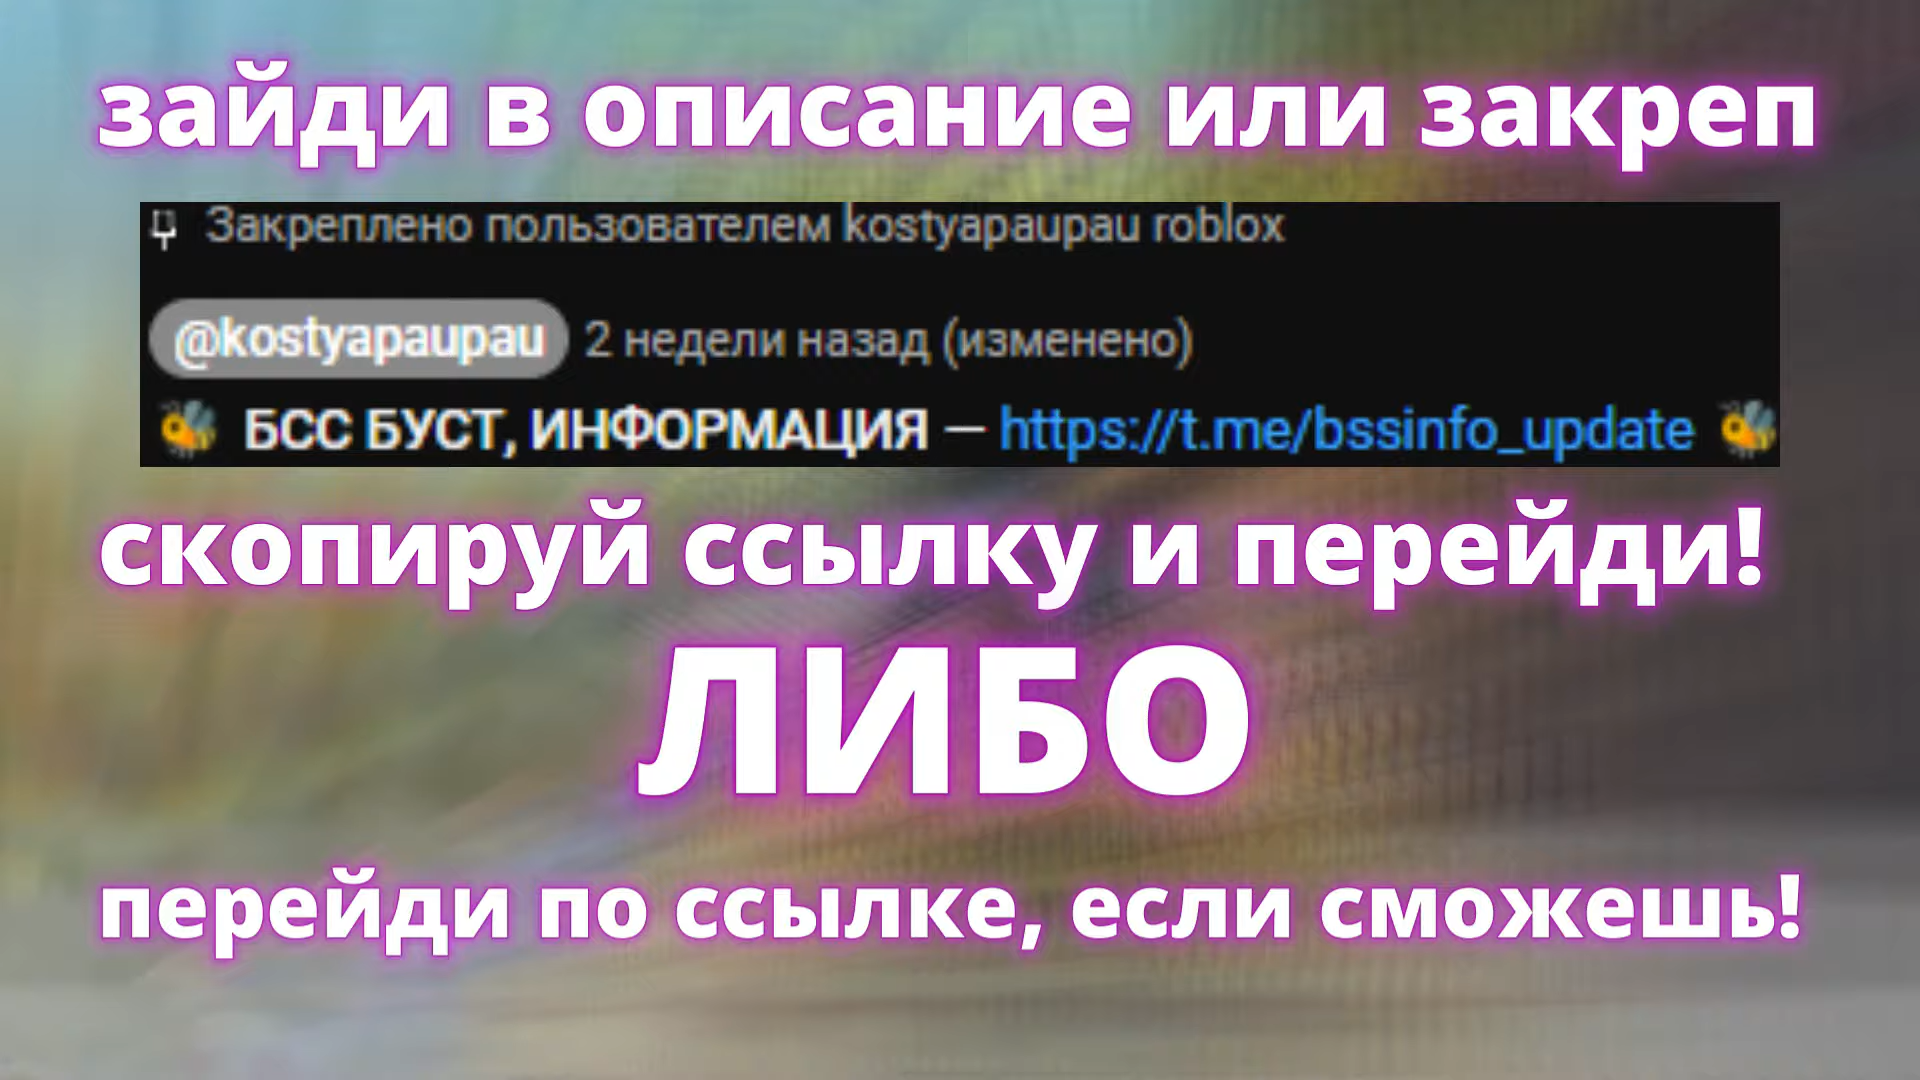 зайди в описание или закреп
Закреплено пользователем kostyapaupau roblox
@kostyapaupau 2 недели назад (изменено)
БСС БУСТ, ИНФОРМАЦИЯ — https://t.me/bssinfo_update
скопируй ссылку и перейди!
ЛИБО
перейди по ссылке, если сможешь!